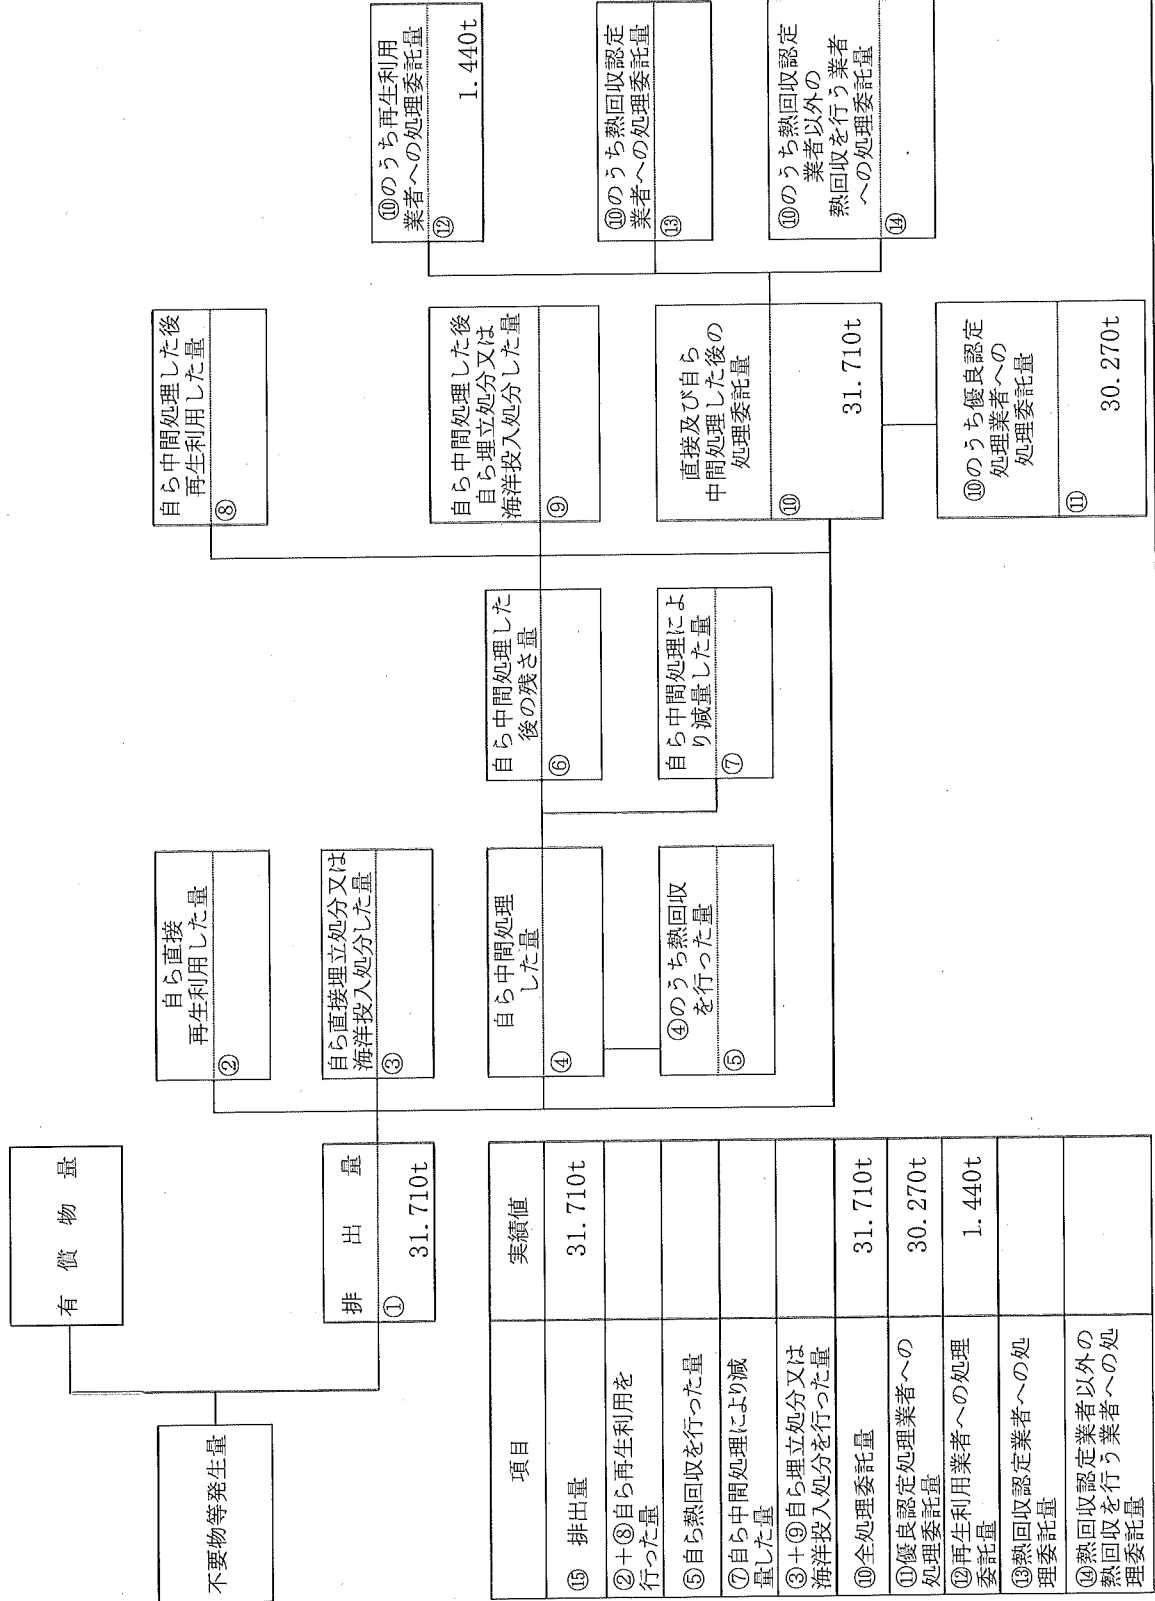 不要物等発生量
有償物量
排出量
①
31.710t
自ら直接
再生利用した量
②
自ら直接埋立処分又は
海洋投入処分した量
③
自ら中間処理
した量
④
④のうち熱回収
を行った量
⑤
自ら中間処理した
後の残さ量
⑥
自ら中間処理によ
り減量した量
⑦
自ら中間処理した後
再生利用した量
⑧
自ら中間処理した後
自ら埋立処分又は
海洋投入処分した量
⑨
直接及び自ら
中間処理した後の
処理委託量
⑩
31.710t
⑩のうち優良認定
処理業者への
処理委託量
⑪
30.270t
⑩のうち再生利用
業者への処理委託量
⑫
1.440t
⑩のうち熱回収認定
業者への処理委託量
⑬
⑩のうち熱回収認定
業者以外の
熱回収を行う業者
への処理委託量
⑭
項目 実績値
⑮ 排出量 31.710t
②+⑧自ら再生利用を
行った量
⑤自ら熱回収を行った量
⑦自ら中間処理により減
量した量
③+⑨自ら埋立処分又は
海洋投入処分を行った量
⑩全処理委託量 31.710t
⑪優良認定処理業者への
処理委託量 30.270t
⑫再生利用業者への処理
委託量 1.440t
⑬熱回収認定業者への処
理委託量
⑭熱回収認定業者以外の
熱回収を行う業者への処
理委託量